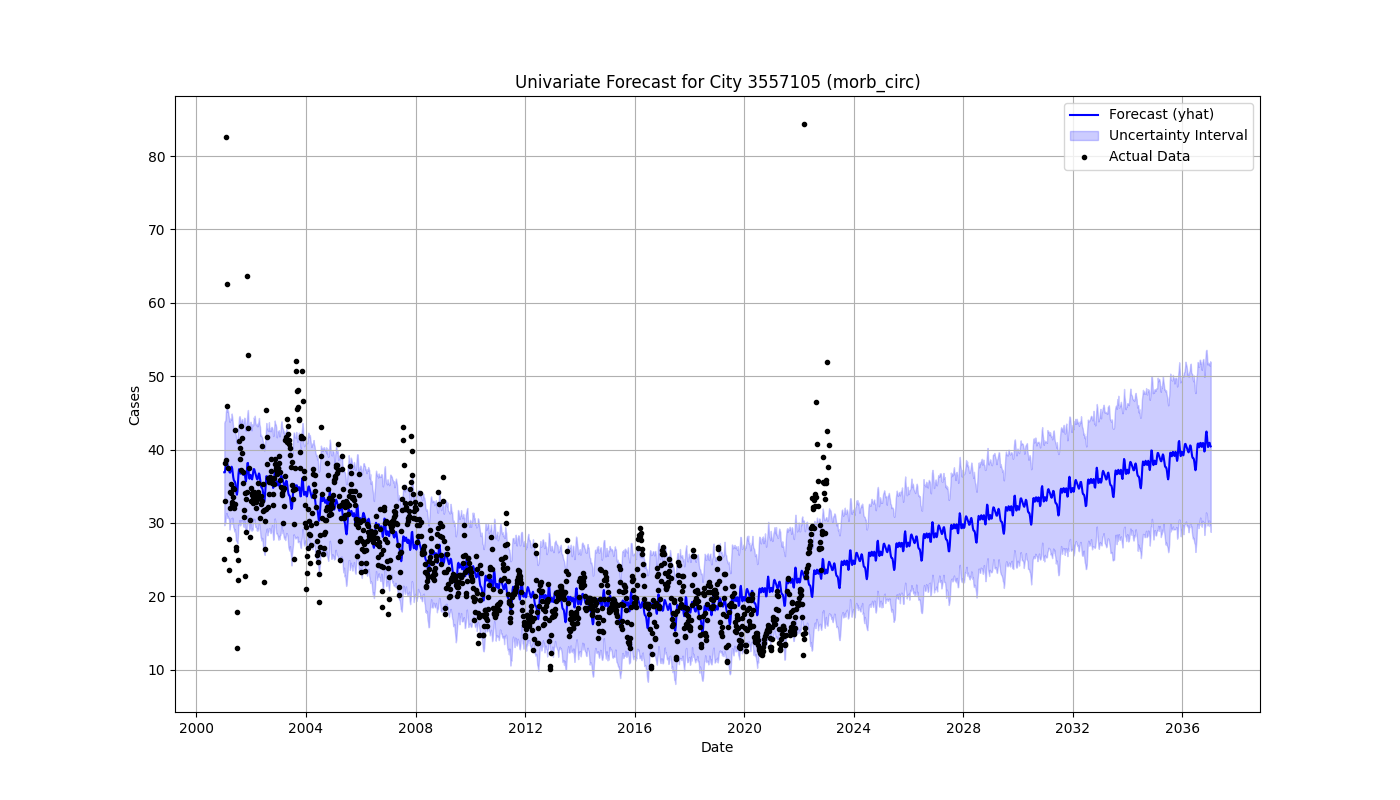 Univariate Forecast for City 3557105 (morb_circ)
Forecast (yhat)
Uncertainty Interval
Actual Data
Cases
80
70
60
50
40
30
20
10
2000 2004 2008 2012 2016 2020 2024 2028 2032 2036
Date